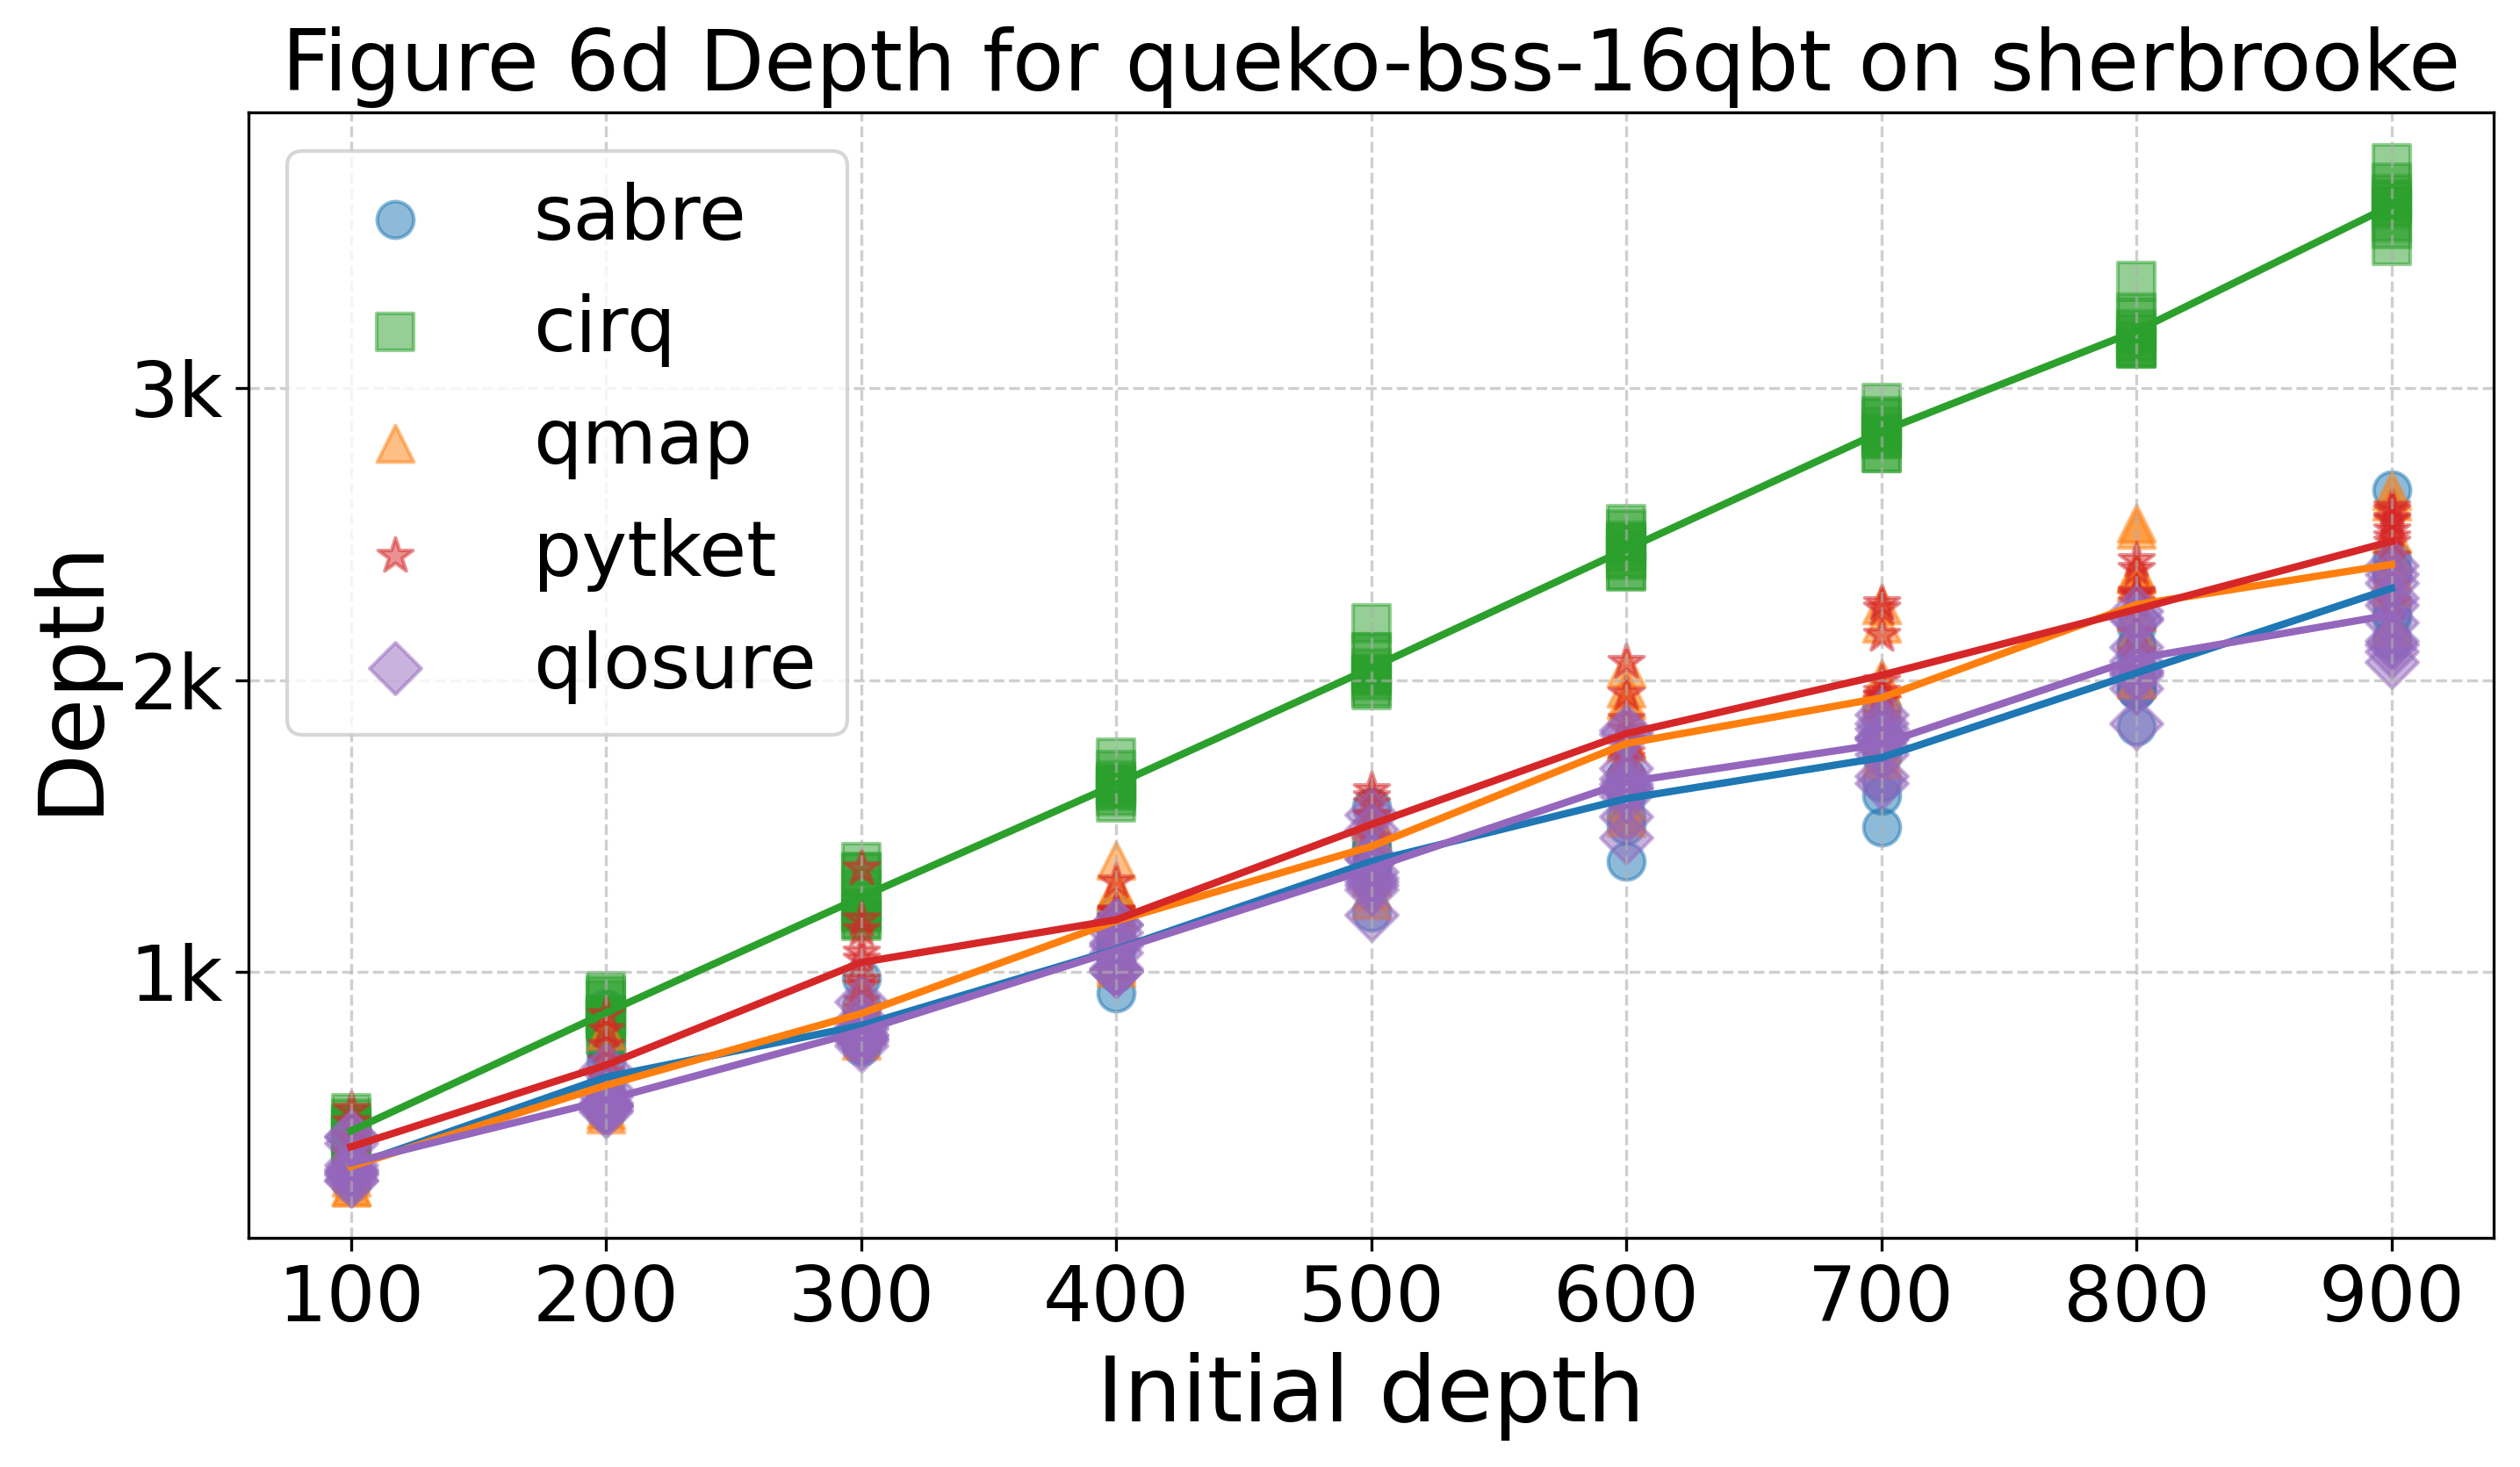 Figure 6d Depth for queko-bss-16qbt on sherbrooke
sabre
cirq
qmap
pytket
qlosure
3k
2k
1k
Depth
100 200 300 400 500 600 700 800 900
Initial depth